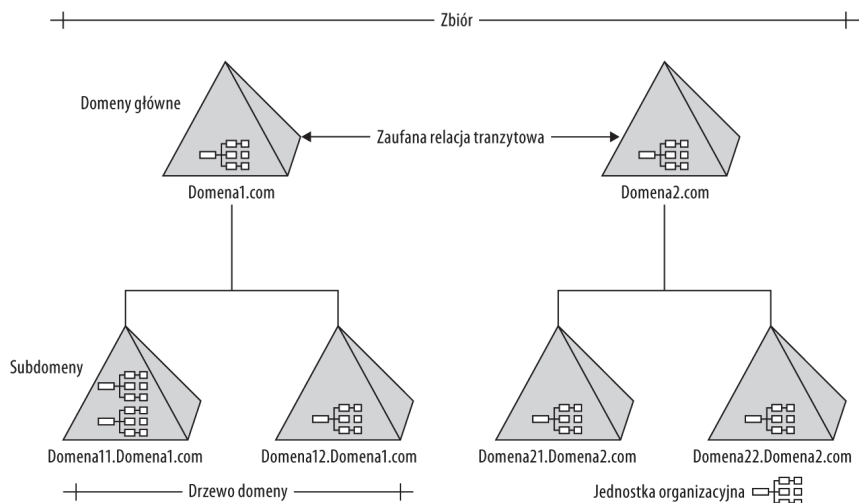 Zbiór
Domeny główne
Zaufana relacja tranzytowa
Domena1.com
Domena2.com
Subdomeny
Domena11.Domena1.com
Domena12.Domena1.com
Domena21.Domena2.com
Domena22.Domena2.com
Drzewo domeny
Jednostka organizacyjna